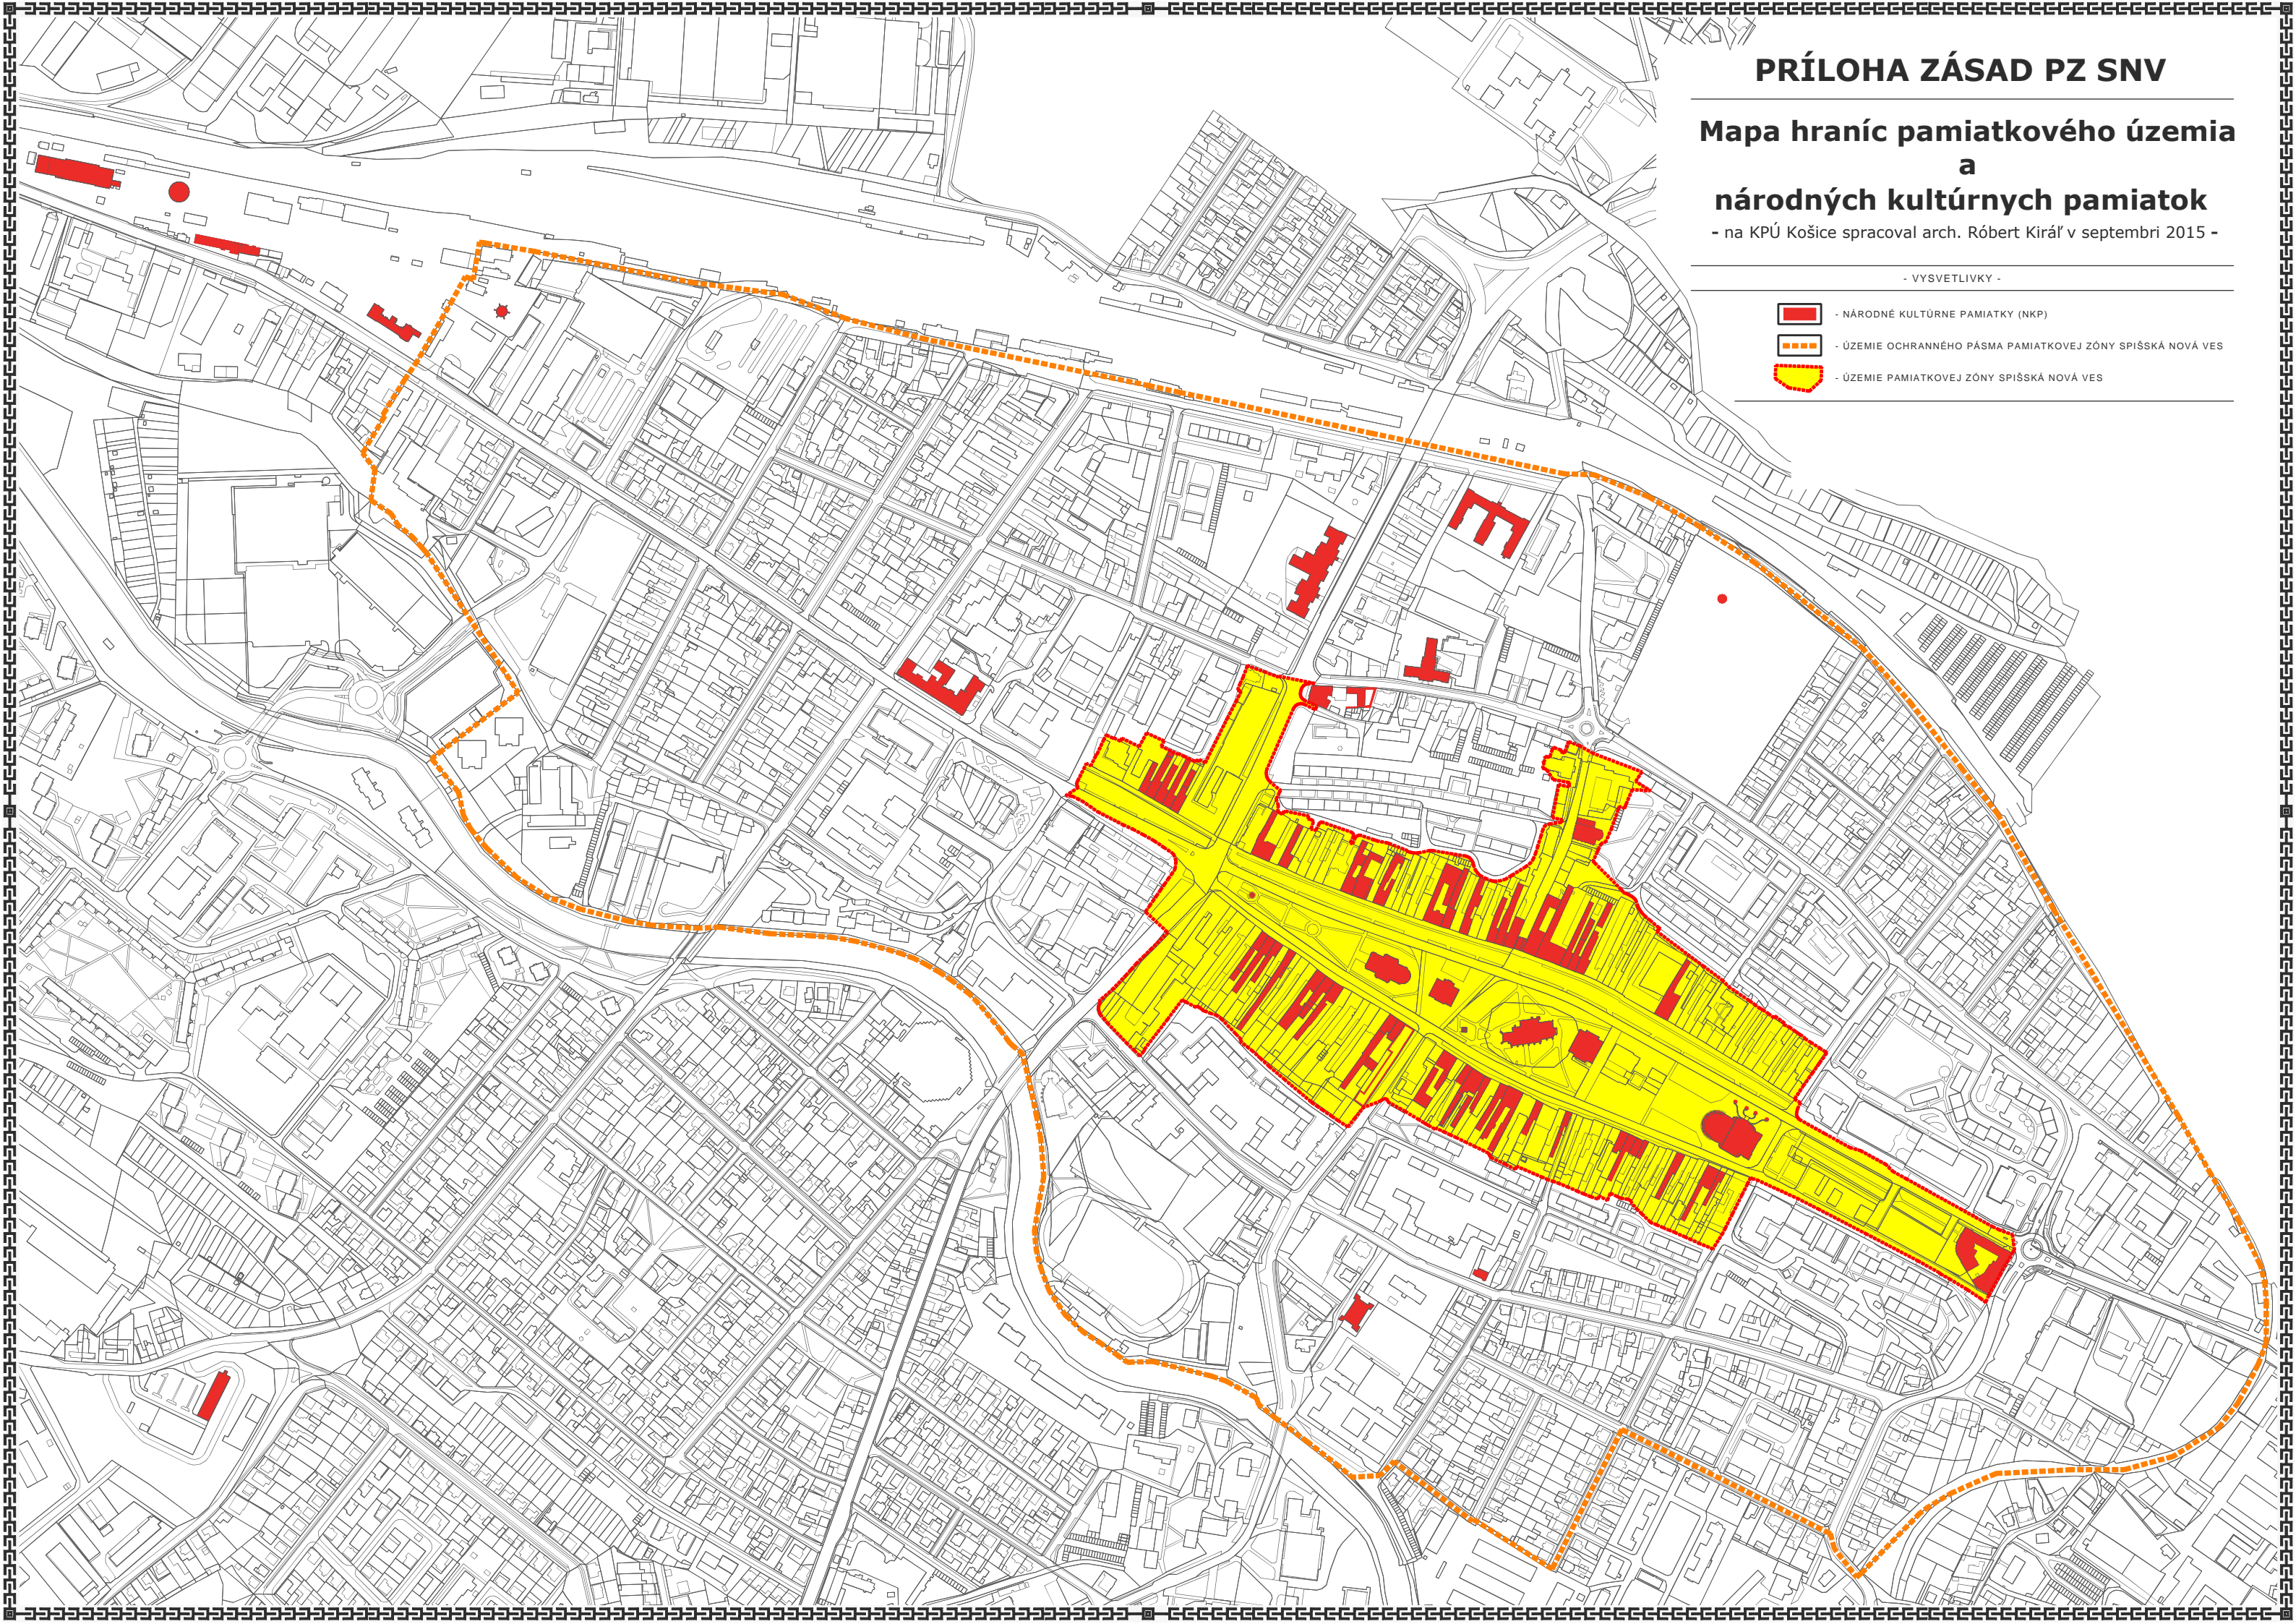 PRÍLOHA ZÁSAD PZ SNV
Mapa hraníc pamiatkového územia
a
národných kultúrnych pamiatok
- na KPÚ Košice spracoval arch. Róbert Kiráľ v septembri 2015 -
- VYSVETLIVKY -
- NÁRODNÉ KULTÚRNE PAMIATKY (NKP)
- ÚZEMIE OCHRANNÉHO PÁSMA PAMIATKOVEJ ZÓNY SPIŠSKÁ NOVÁ VES
- ÚZEMIE PAMIATKOVEJ ZÓNY SPIŠSKÁ NOVÁ VES